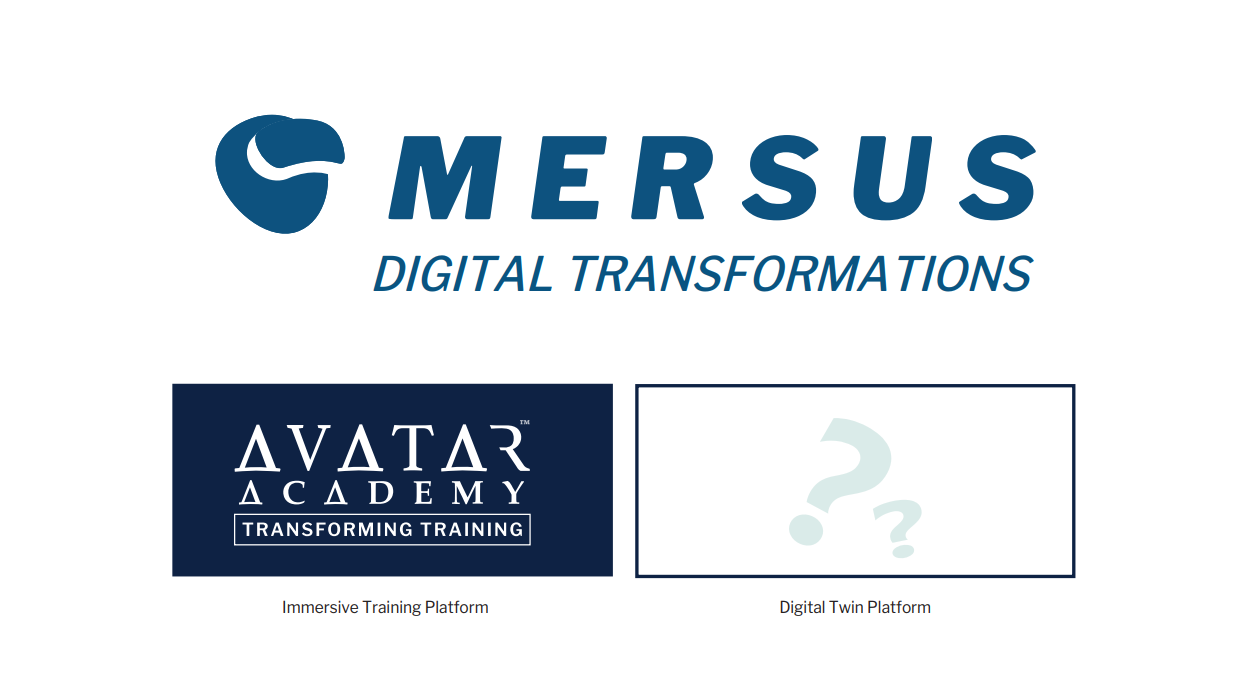 MERSUS
DIGITAL TRANSFORMATIONS
AVATAR™
ACADEMY
TRANSFORMING TRAINING
? ?
Immersive Training Platform
Digital Twin Platform